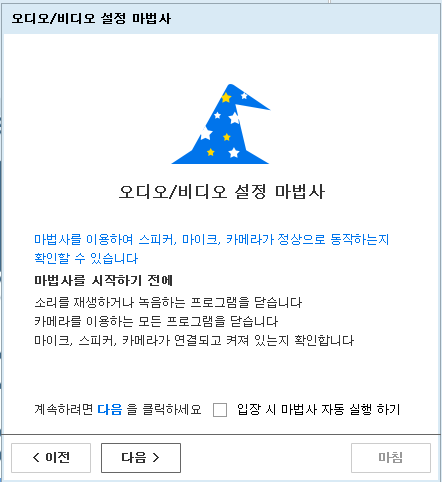 오디오/비디오 설정 마법사
오디오/비디오 설정 마법사
마법사를 이용하여 스피커, 마이크, 카메라가 정상으로 동작하는지
확인할 수 있습니다
마법사를 시작하기 전에
소리를 재생하거나 녹음하는 프로그램을 닫습니다
카메라를 이용하는 모든 프로그램을 닫습니다
마이크, 스피커, 카메라가 연결되고 켜져 있는지 확인합니다
계속하려면 다음 을 클릭하세요 입장 시 마법사 자동 실행 하기
< 이전 다음 > 마침